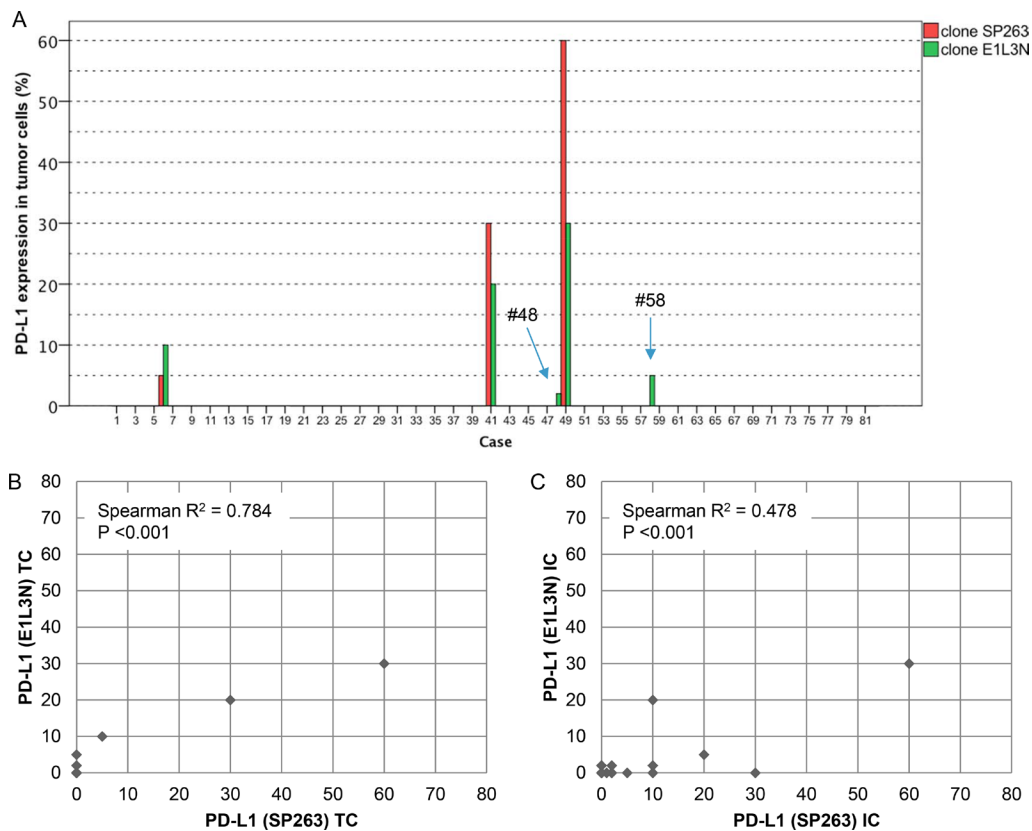 A
clone SP263
clone E1L3N
PD-L1 expression in tumor cells (%)
60
50
40
30
20
10
0
#48
#58
1 3 5 7 9 11 13 15 17 19 21 23 25 27 29 31 33 35 37 39 41 43 45 47 49 51 53 55 57 59 61 63 65 67 69 71 73 75 77 79 81
Case
B
Spearman R² = 0.784
P <0.001
PD-L1 (E1L3N) TC
80
70
60
50
40
30
20
10
0
0 10 20 30 40 50 60 70 80
PD-L1 (SP263) TC
C
Spearman R² = 0.478
P <0.001
PD-L1 (E1L3N) IC
80
70
60
50
40
30
20
10
0
0 10 20 30 40 50 60 70 80
PD-L1 (SP263) IC